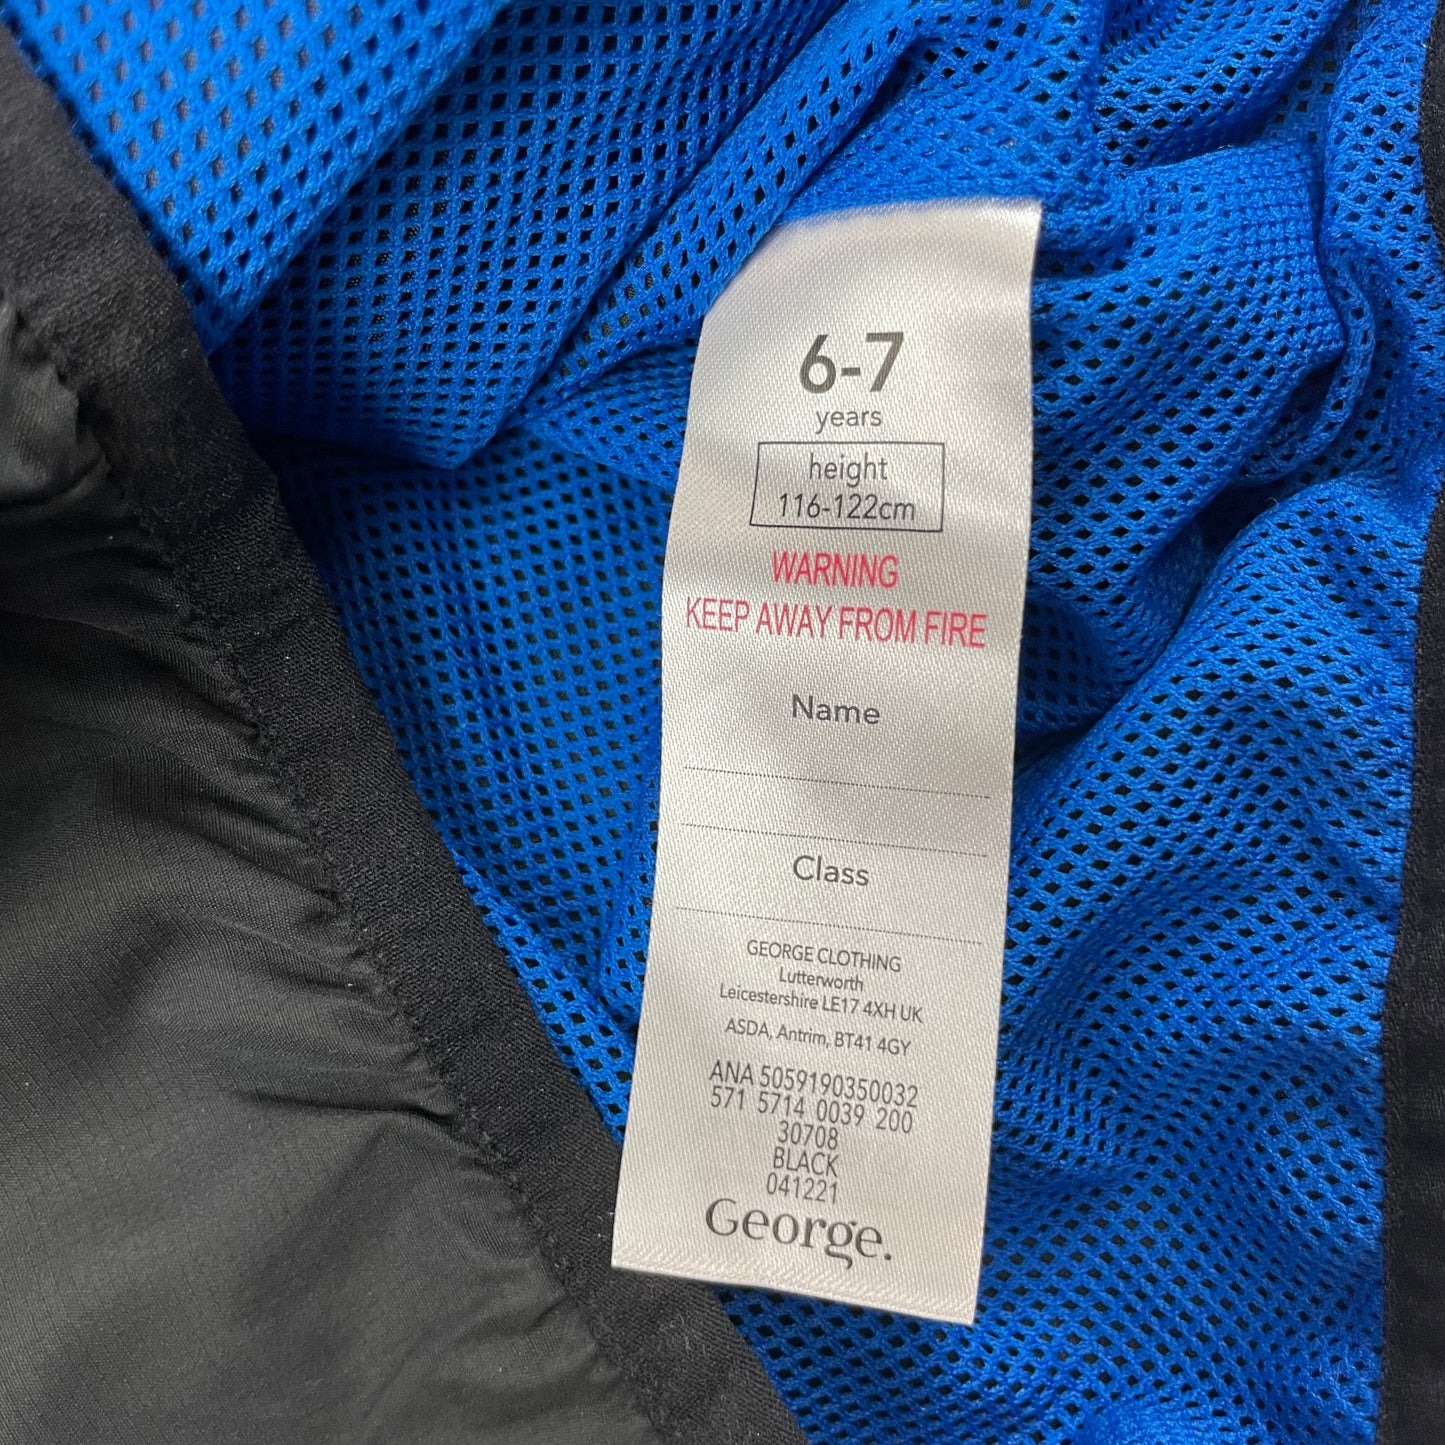 6-7
years
height
116-122cm
WARNING
KEEP AWAY FROM FIRE
Name
Class
GEORGE CLOTHING
Lutterworth
Leicestershire LE17 4XH UK
ASDA, Antrim, BT41 4GY
ANA 5059190350032
571 5714 0039 200
30708
BLACK
041221
George.